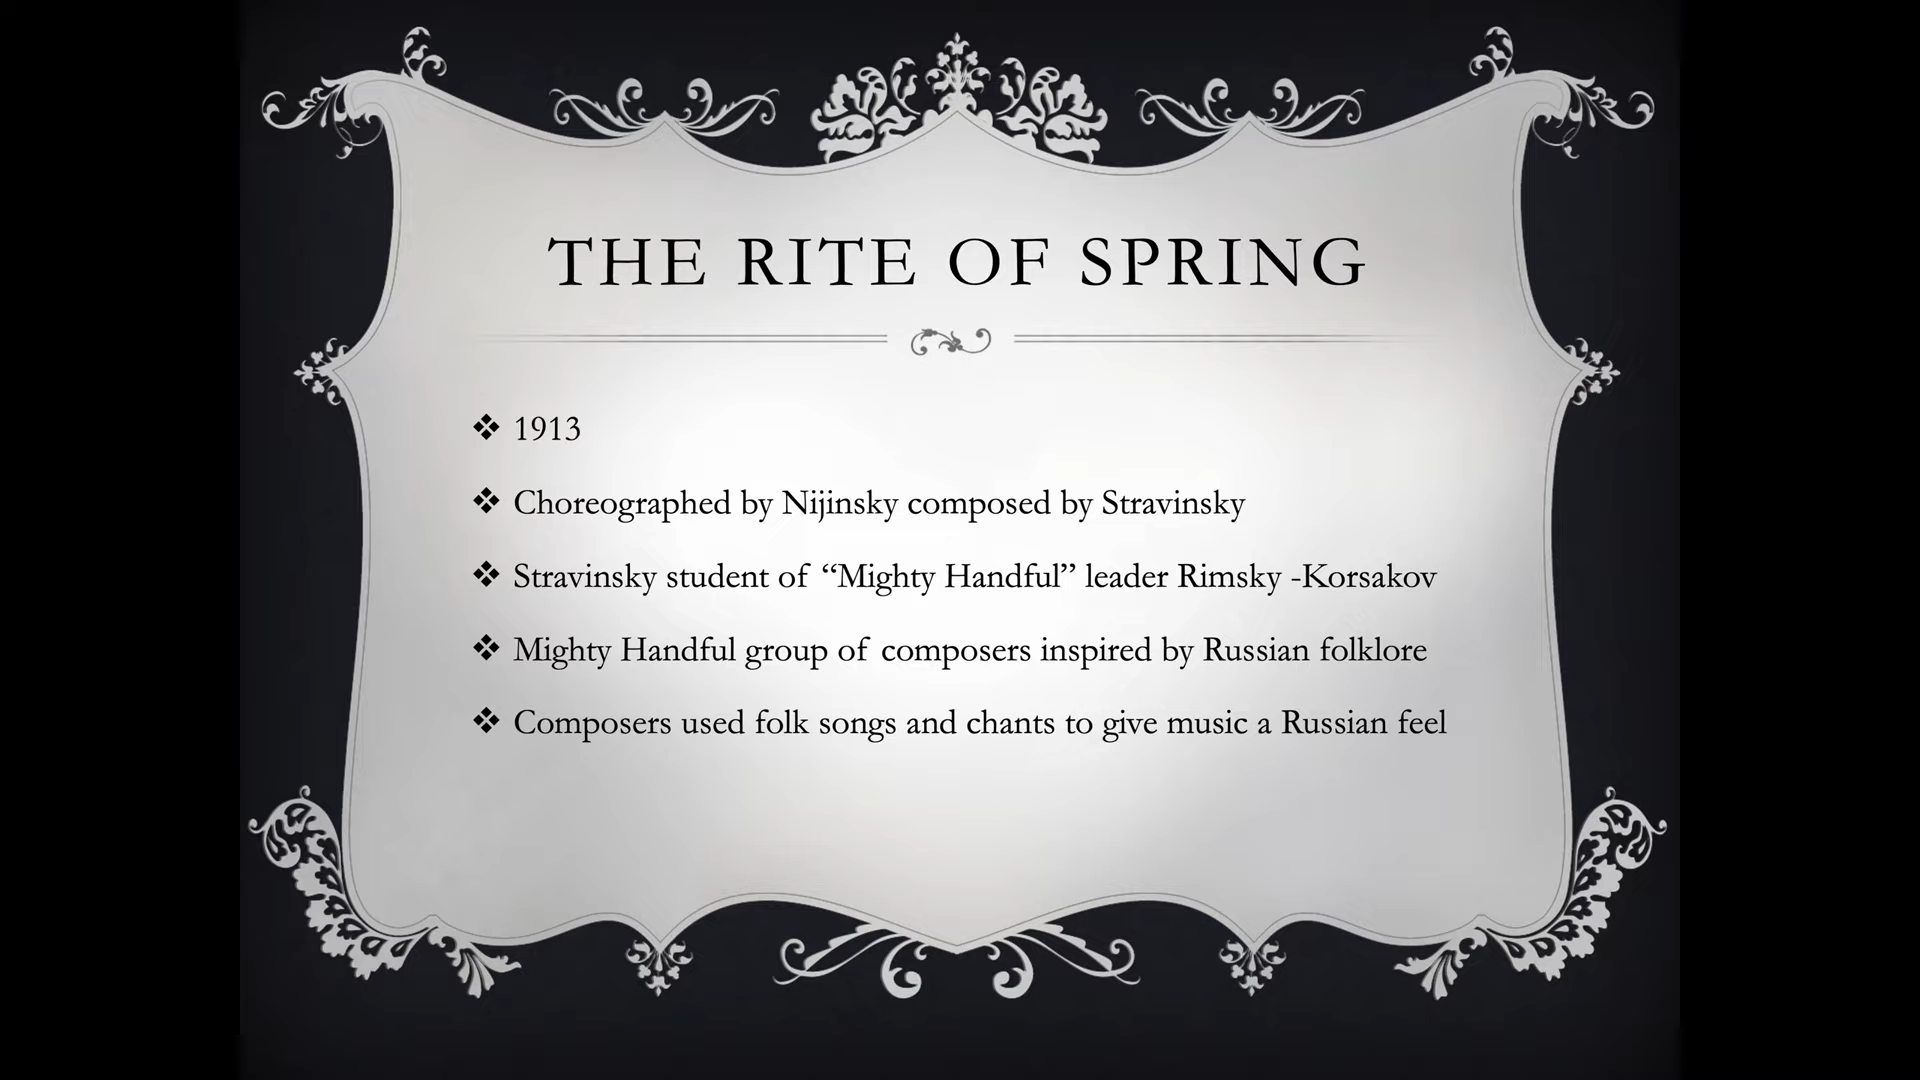 THE RITE OF SPRING
❖ 1913
❖ Choreographed by Nijinsky composed by Stravinsky
❖ Stravinsky student of “Mighty Handful” leader Rimsky -Korsakov
❖ Mighty Handful group of composers inspired by Russian folklore
❖ Composers used folk songs and chants to give music a Russian feel